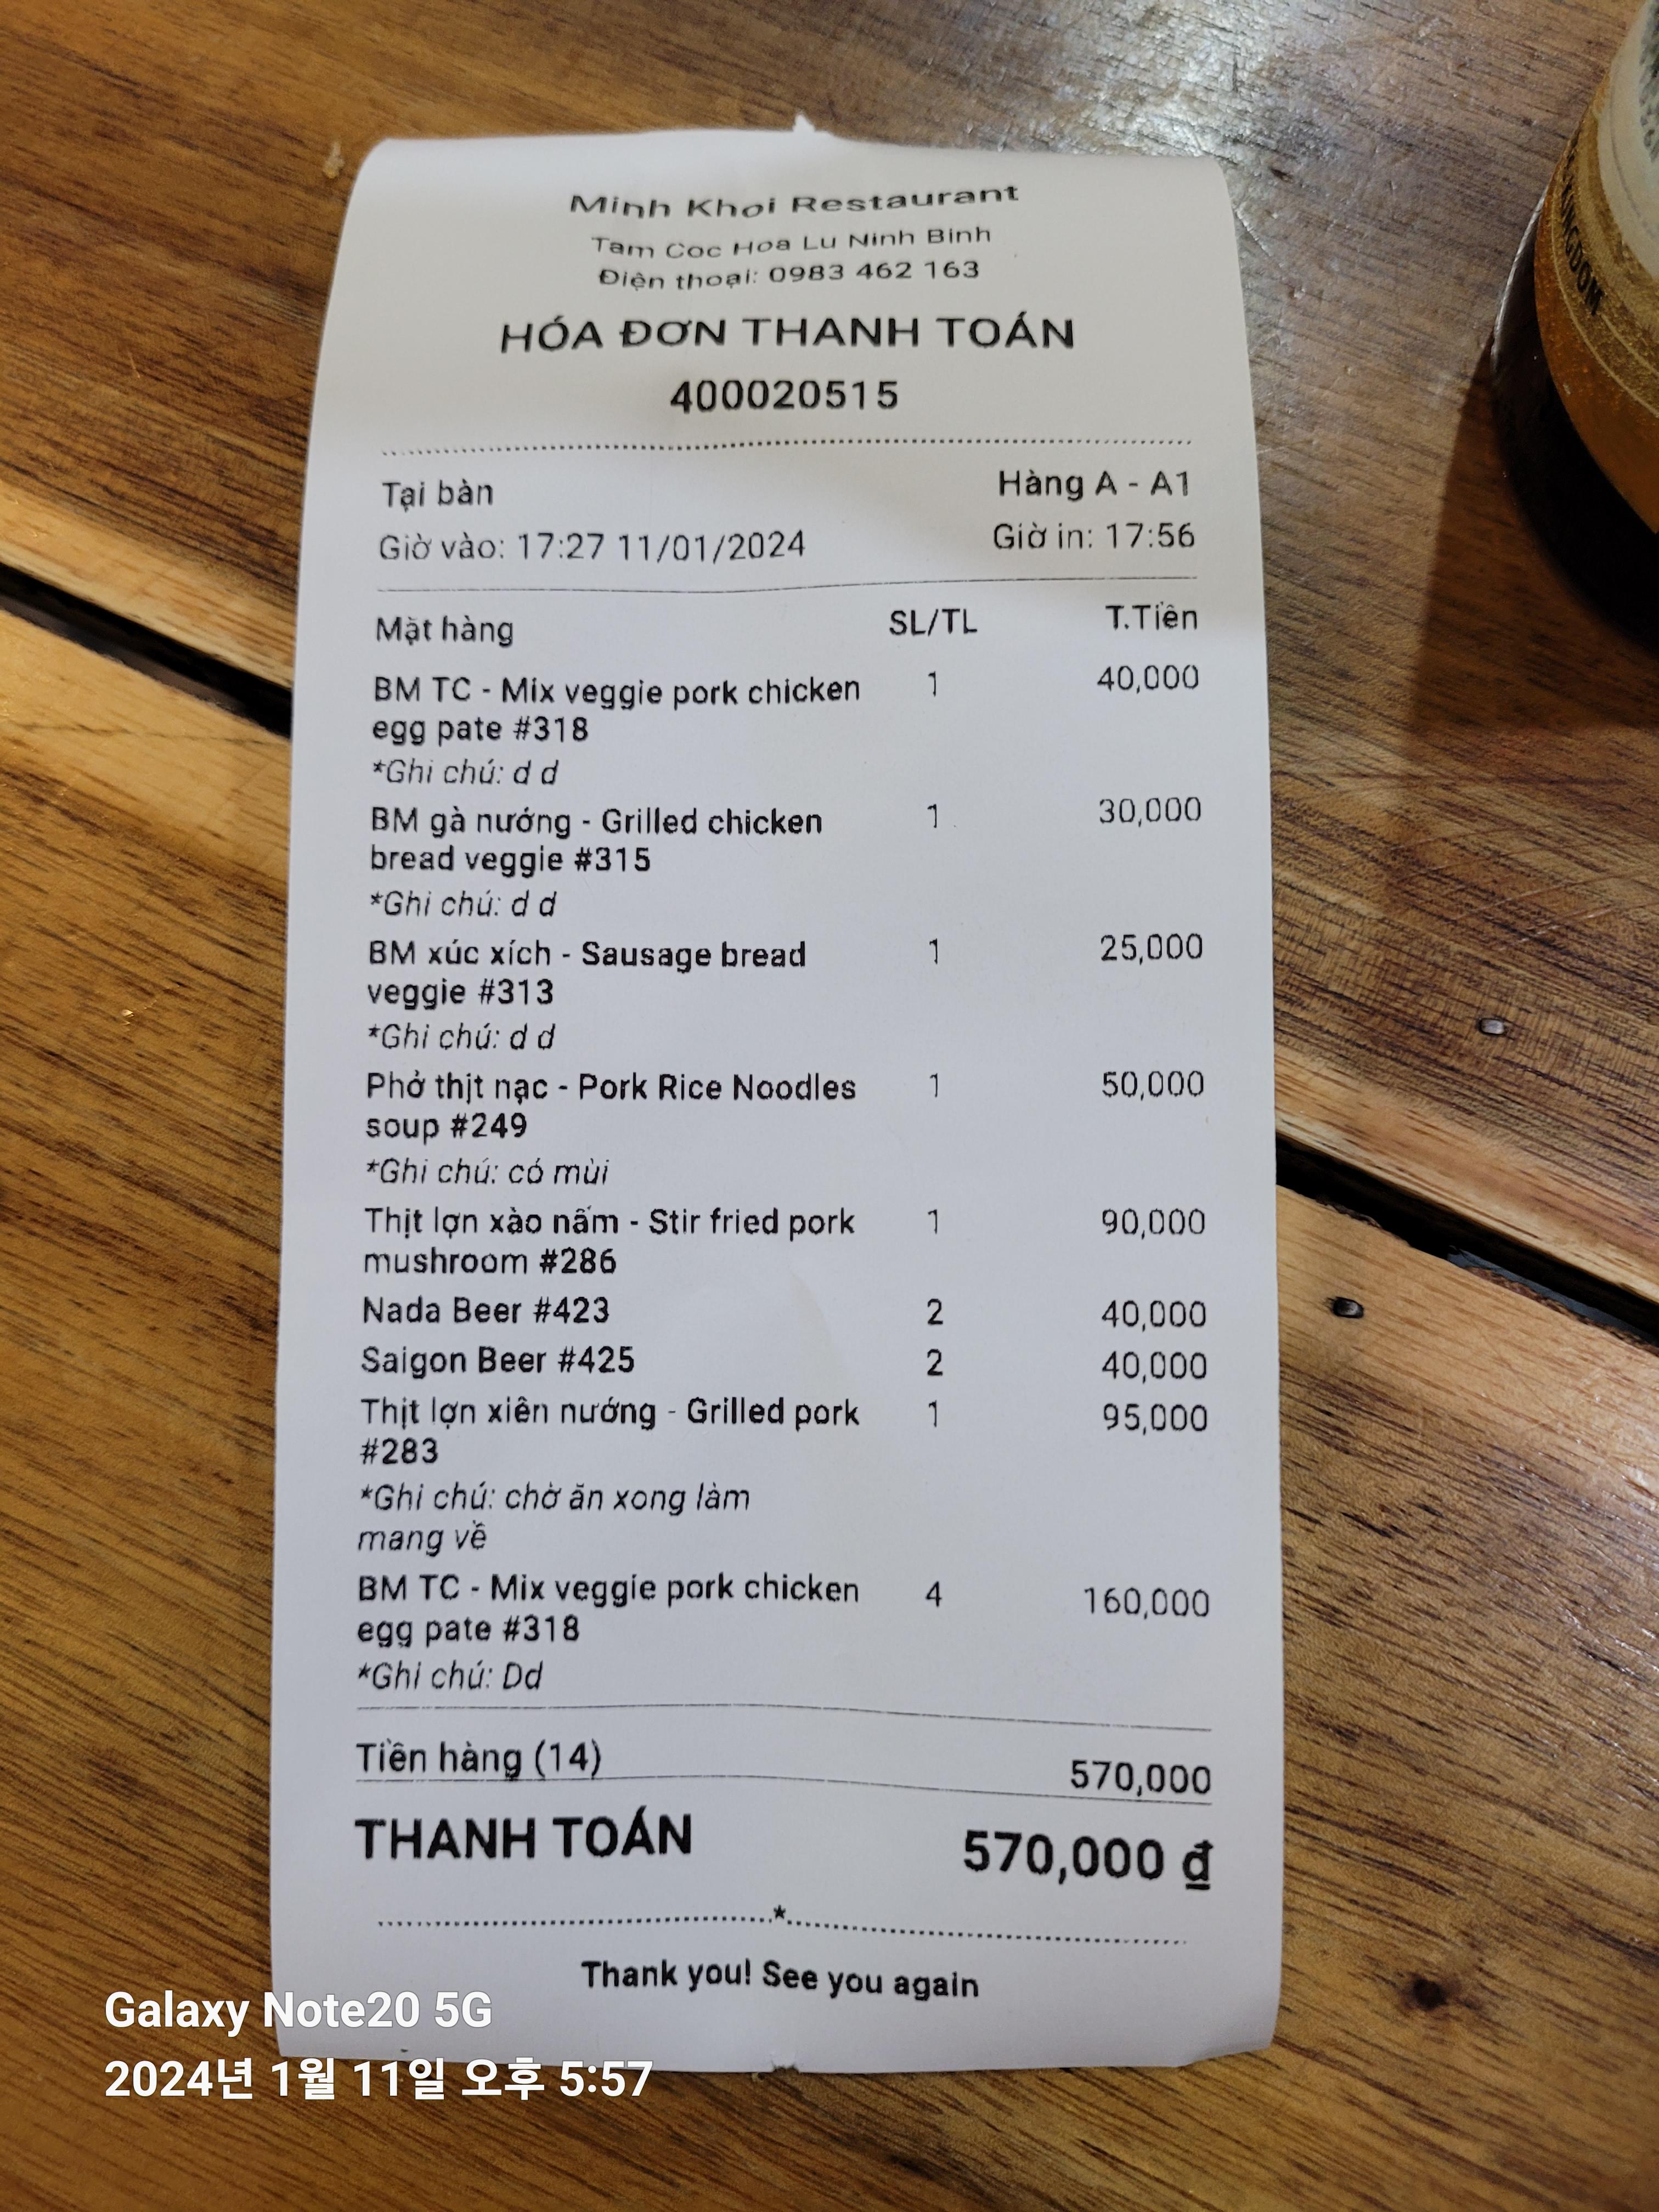 Minh Khoi Restaurant
Tam Coc Hoa Lu Ninh Binh
Điện thoại: 0983 462 163
HÓA ĐƠN THANH TOÁN
400020515
Tại bàn Hàng A - A1
Giờ vào: 17:27 11/01/2024 Giờ in: 17:56
Mặt hàng SL/TL T.Tiền
BM TC - Mix veggie pork chicken 1 40,000
egg pate #318
*Ghi chú: d d
BM gà nướng - Grilled chicken 1 30,000
bread veggie #315
*Ghi chú: d d
BM xúc xích - Sausage bread 1 25,000
veggie #313
*Ghi chú: d d
Phở thịt nạc - Pork Rice Noodles 1 50,000
soup #249
*Ghi chú: có mùi
Thịt lợn xào nấm - Stir fried pork 1 90,000
mushroom #286
Nada Beer #423 2 40,000
Saigon Beer #425 2 40,000
Thịt lợn xiên nướng - Grilled pork 1 95,000
#283
*Ghi chú: chờ ăn xong làm
mang về
BM TC - Mix veggie pork chicken 4 160,000
egg pate #318
*Ghi chú: Dd
Tiền hàng (14) 570,000
THANH TOÁN 570,000 ₫
*
Thank you! See you again
Galaxy Note20 5G
2024년 1월 11일 오후 5:57